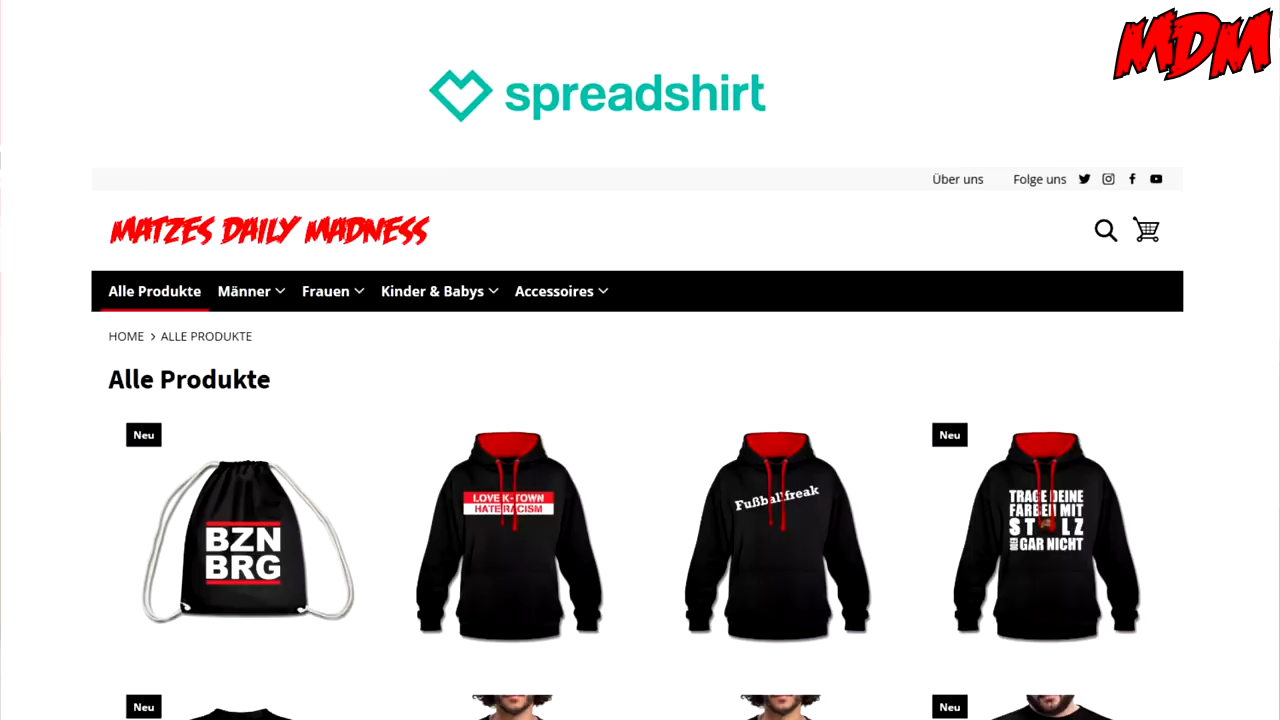 MDM
spreadshirt
Über uns Folge uns
MATZES DAILY MADNESS
Alle Produkte Männer Frauen Kinder & Babys Accessoires
HOME > ALLE PRODUKTE
Alle Produkte
Neu
BZN
BRG
LOVE K-TOWN
HATE RACISM
Fußballfreak
Neu
TRAGE DEINE
FARBEN MIT
STOLZ
ODER GAR NICHT
Neu
Neu